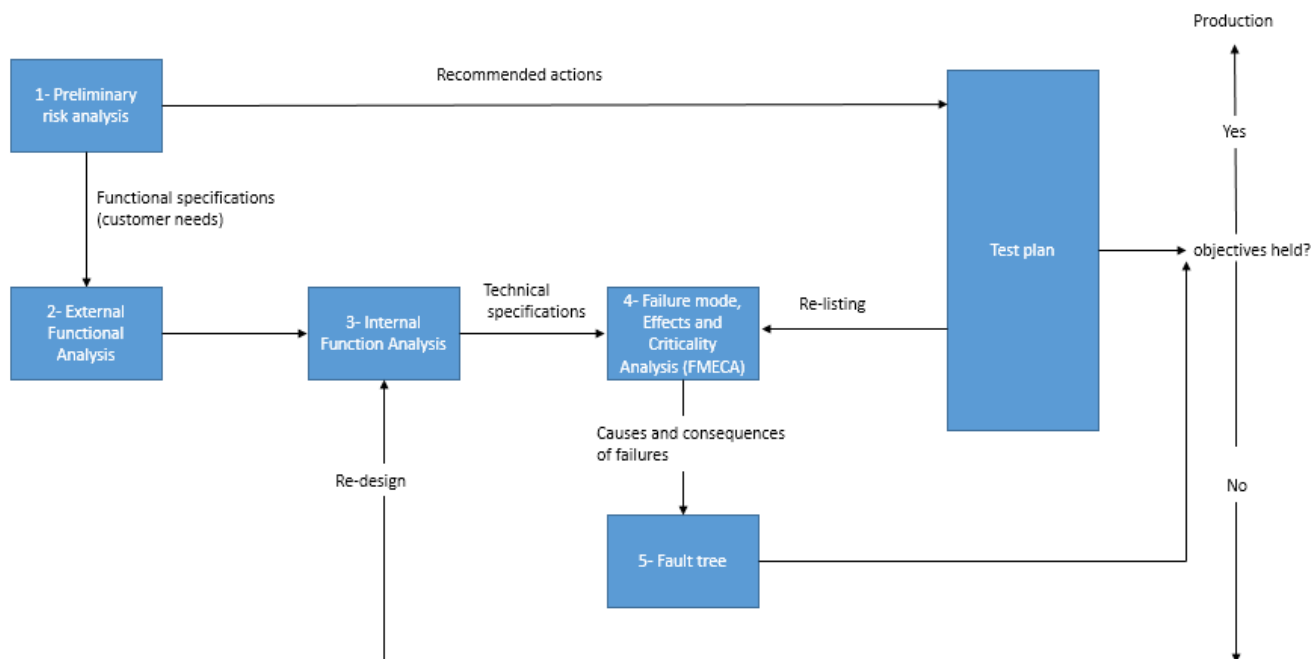 Production
Recommended actions
1- Preliminary
risk analysis
Yes
Functional specifications
(customer needs)
Test plan
objectives held?
2- External
Functional
Analysis
3- Internal
Function Analysis
Technical
specifications
4- Failure mode,
Effects and
Criticality
Analysis (FMECA)
Re-listing
Causes and consequences
of failures
Re-design
No
5- Fault tree